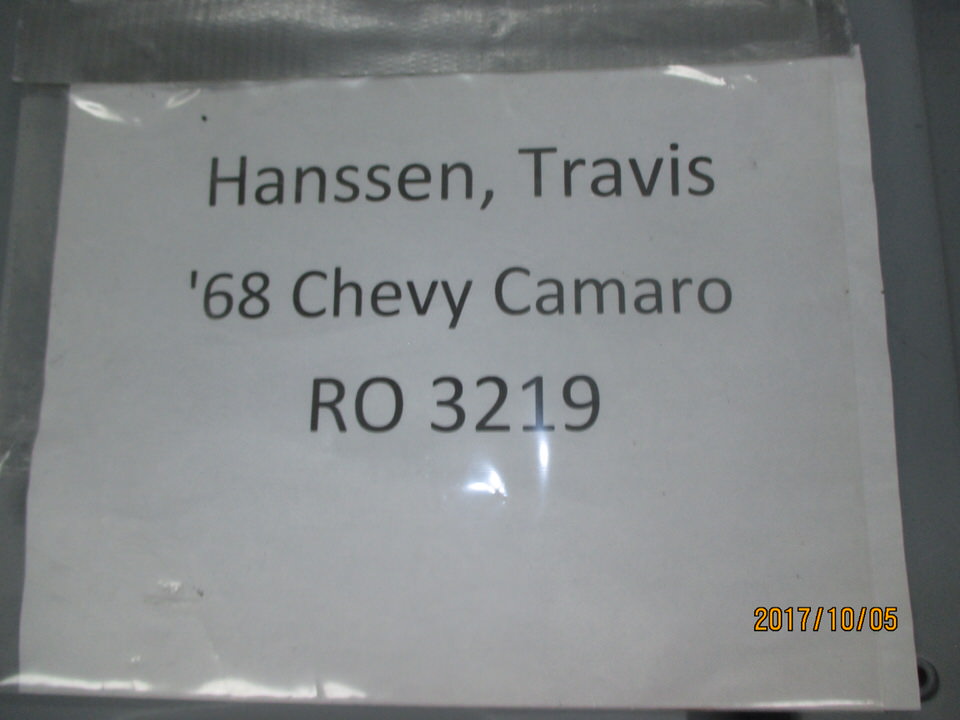 Hanssen, Travis
'68 Chevy Camaro
RO 3219
2017/10/05